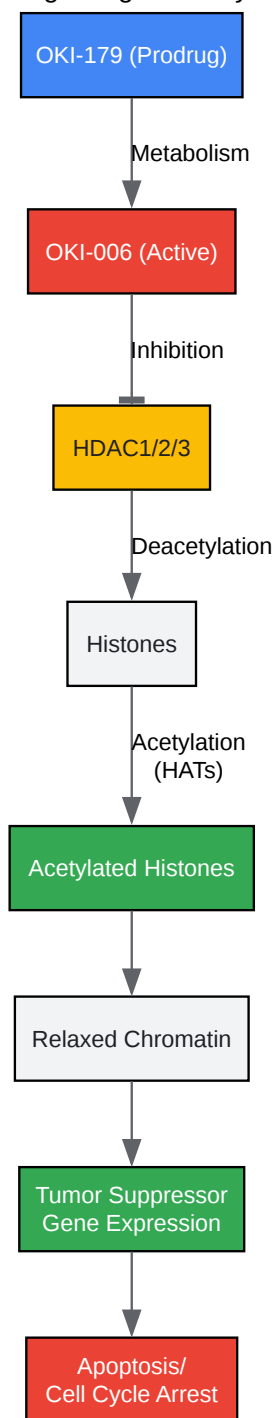 OKI-179 (Prodrug)
Metabolism
OKI-006 (Active)
Inhibition
HDAC1/2/3
Deacetylation
Histones
Acetylation
(HATs)
Acetylated Histones
Relaxed Chromatin
Tumor Suppressor
Gene Expression
Apoptosis/
Cell Cycle Arrest